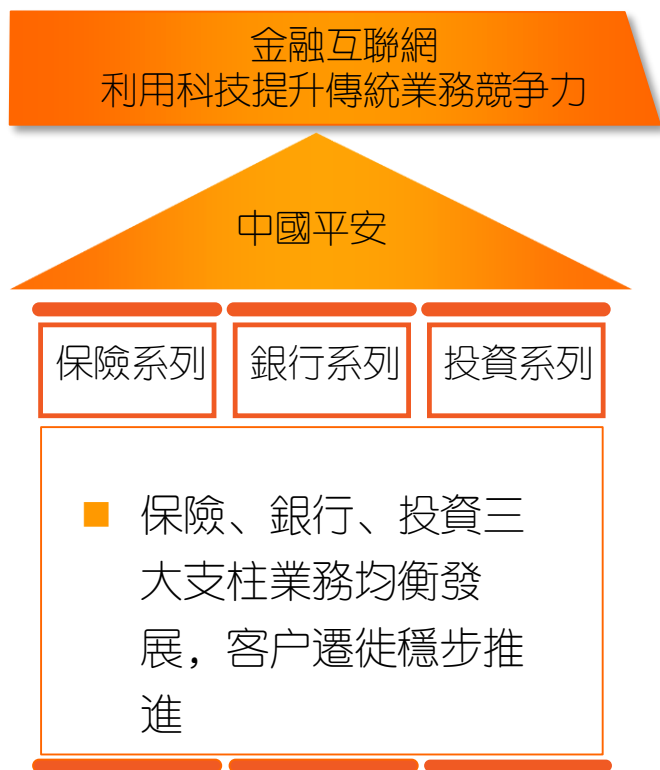 金融互聯網
利用科技提升傳統業務競争力
中國平安
保險系列
銀行系列
投資系列
保險、銀行、投資三
大支柱業務均衡發
展，客户遷徙穩步推
進